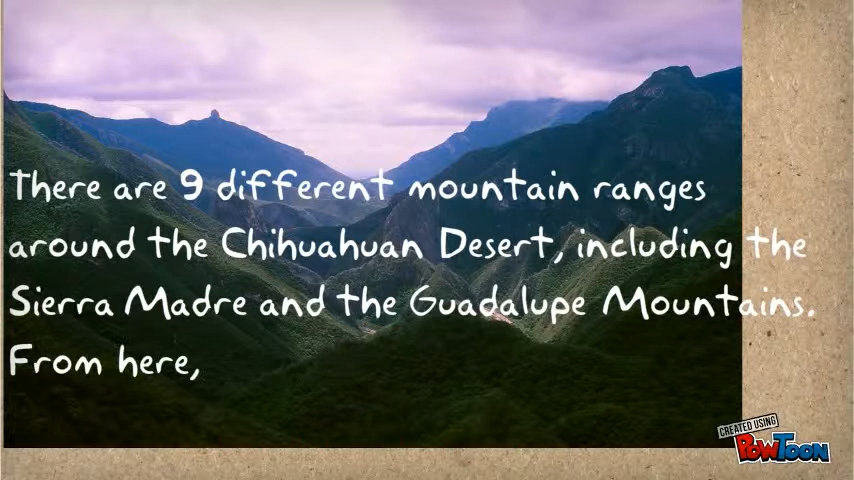 There are 9 different mountain ranges
around the Chihuahuan Desert, including the
Sierra Madre and the Guadalupe Mountains.
From here,
CREATED USING
POWTOON